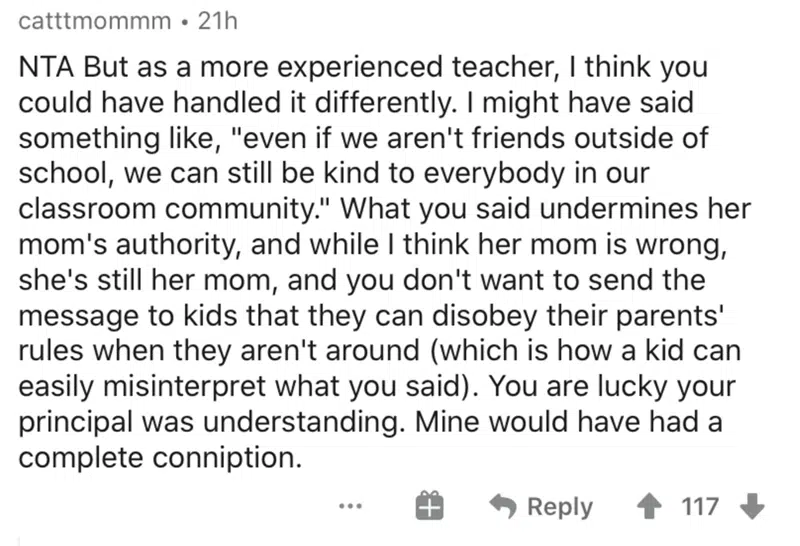 catttmommm • 21h
NTA But as a more experienced teacher, I think you
could have handled it differently. I might have said
something like, "even if we aren't friends outside of
school, we can still be kind to everybody in our
classroom community." What you said undermines her
mom's authority, and while I think her mom is wrong,
she's still her mom, and you don't want to send the
message to kids that they can disobey their parents'
rules when they aren't around (which is how a kid can
easily misinterpret what you said). You are lucky your
principal was understanding. Mine would have had a
complete conniption.
... Reply 117